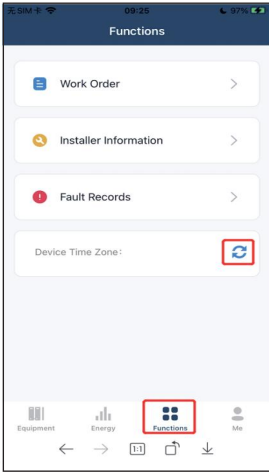 无SIM卡 09:25 97%
Functions
Work Order
Installer Information
Fault Records
Device Time Zone:
Equipment Energy Functions Me
1:1